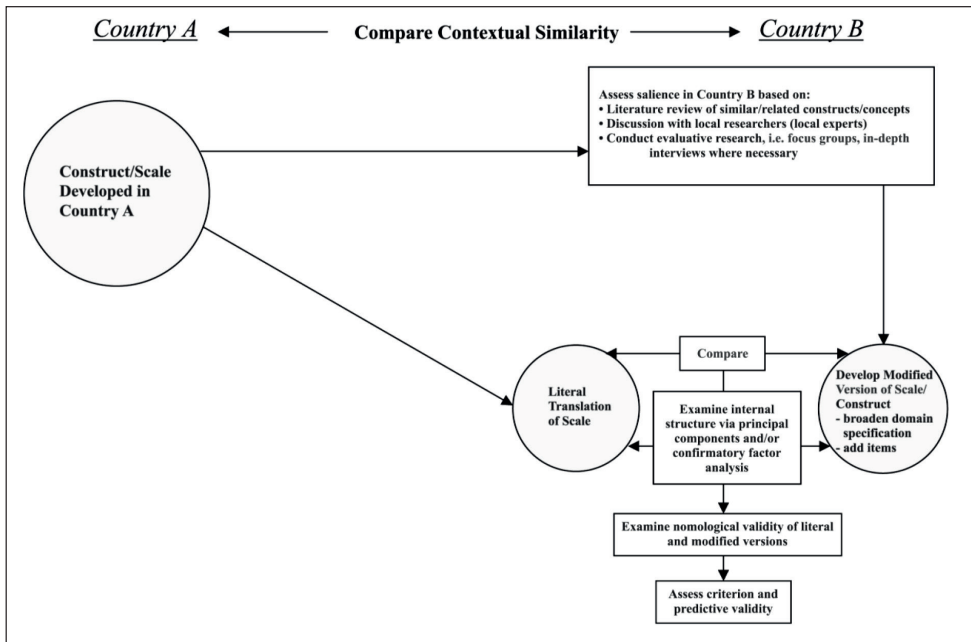 Country A
Compare Contextual Similarity
Country B
Assess salience in Country B based on:
• Literature review of similar/related constructs/concepts
• Discussion with local researchers (local experts)
• Conduct evaluative research, i.e. focus groups, in-depth
interviews where necessary
Construct/Scale
Developed in
Country A
Compare
Literal
Translation
of Scale
Develop Modified
Version of Scale/
Construct
- broaden domain
specification
- add items
Examine internal
structure via principal
components and/or
confirmatory factor
analysis
Examine nomological validity of literal
and modified versions
Assess criterion and
predictive validity